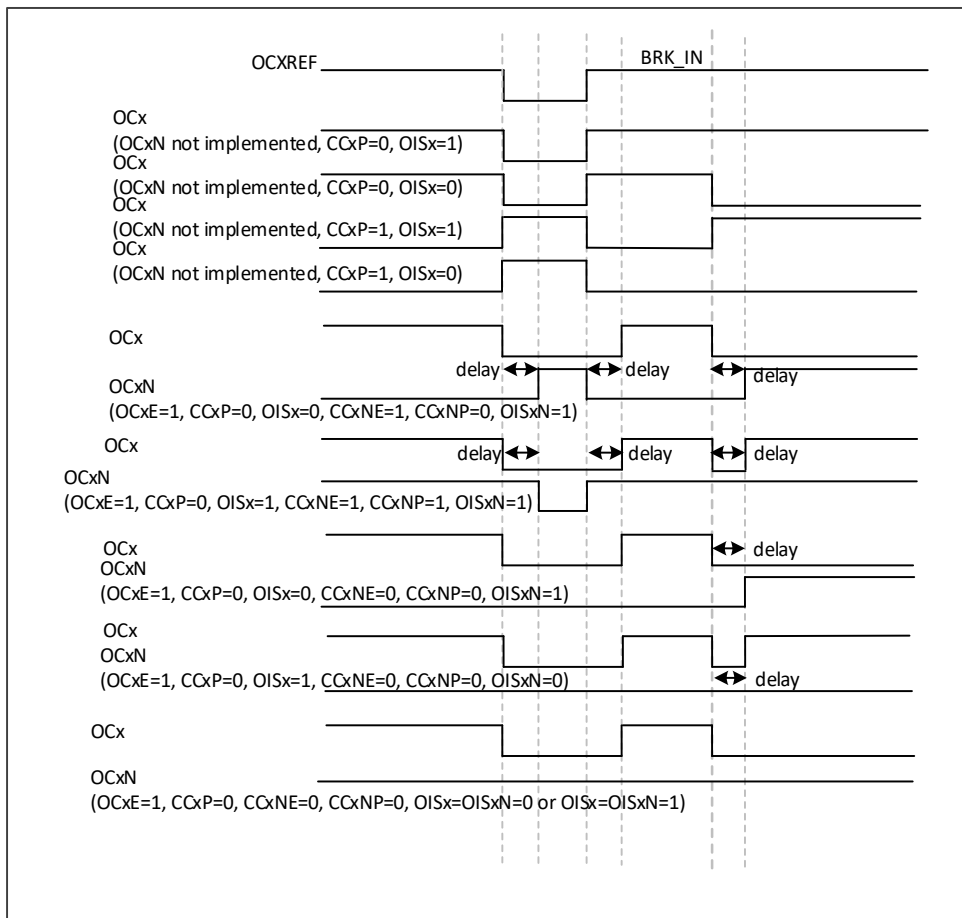 OCXREF
BRK_IN
OCx
(OCxN not implemented, CCxP=0, OISx=1)
OCx
(OCxN not implemented, CCxP=0, OISx=0)
OCx
(OCxN not implemented, CCxP=1, OISx=1)
OCx
(OCxN not implemented, CCxP=1, OISx=0)
OCx
delay
delay
delay
OCxN
(OCxE=1, CCxP=0, OISx=0, CCxNE=1, CCxNP=0, OISxN=1)
OCx
delay
delay
delay
OCxN
(OCxE=1, CCxP=0, OISx=1, CCxNE=1, CCxNP=1, OISxN=1)
OCx
delay
OCxN
(OCxE=1, CCxP=0, OISx=0, CCxNE=0, CCxNP=0, OISxN=1)
OCx
OCxN
(OCxE=1, CCxP=0, OISx=1, CCxNE=0, CCxNP=0, OISxN=0)
delay
OCx
OCxN
(OCxE=1, CCxP=0, CCxNE=0, CCxNP=0, OISx=OISxN=0 or OISx=OISxN=1)